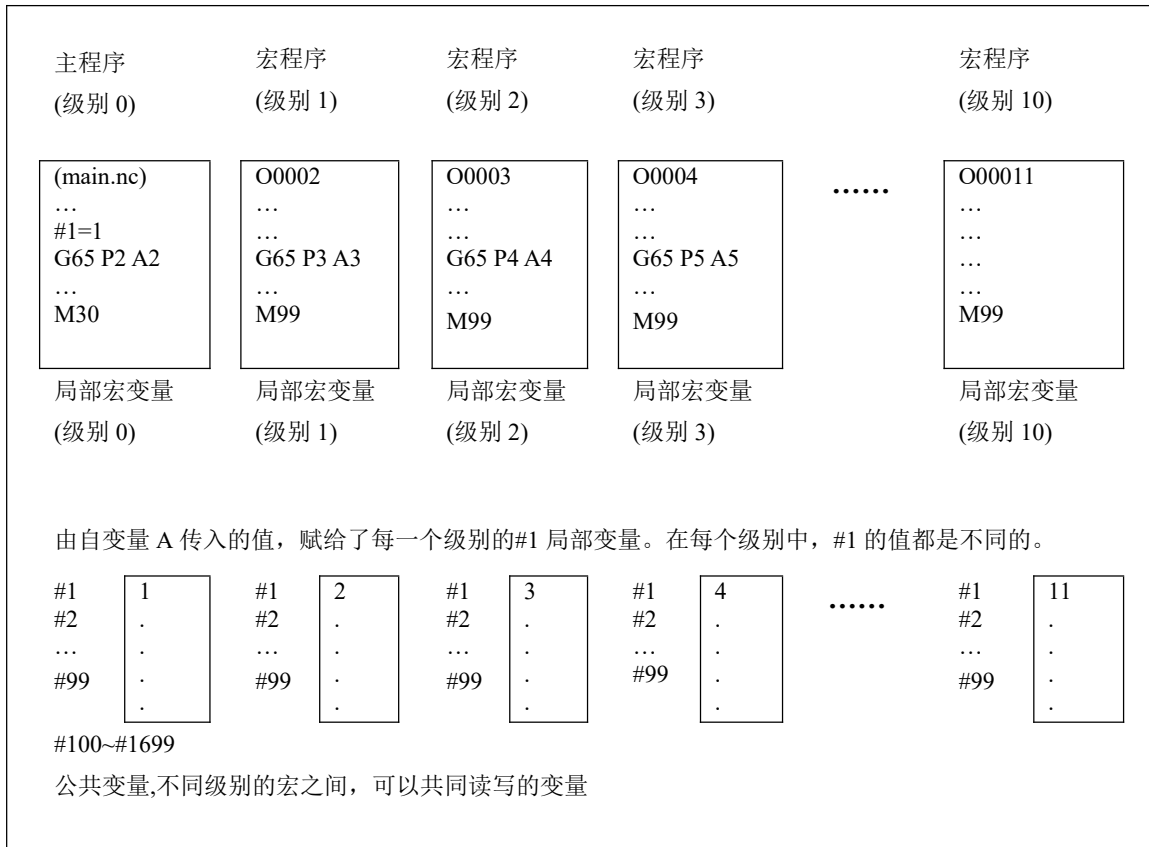 主程序 宏程序 宏程序 宏程序 宏程序
(级别 0) (级别 1) (级别 2) (级别 3) (级别 10)
(main.nc) O0002 O0003 O0004 …… O00011
… … … … …
#1=1 … … … …
G65 P2 A2 G65 P3 A3 G65 P4 A4 G65 P5 A5 …
… … … … …
M30 M99 M99 M99 M99
局部宏变量 局部宏变量 局部宏变量 局部宏变量 局部宏变量
(级别 0) (级别 1) (级别 2) (级别 3) (级别 10)
由自变量 A 传入的值，赋给了每一个级别的#1 局部变量。在每个级别中，#1 的值都是不同的。
#1 1 #1 2 #1 3 #1 4 …… #1 11
#2 . #2 . #2 . #2 . #2 .
… . … . … . … . … .
#99 . #99 . #99 . #99 . #99 .
. . . . .
#100~#1699
公共变量,不同级别的宏之间，可以共同读写的变量